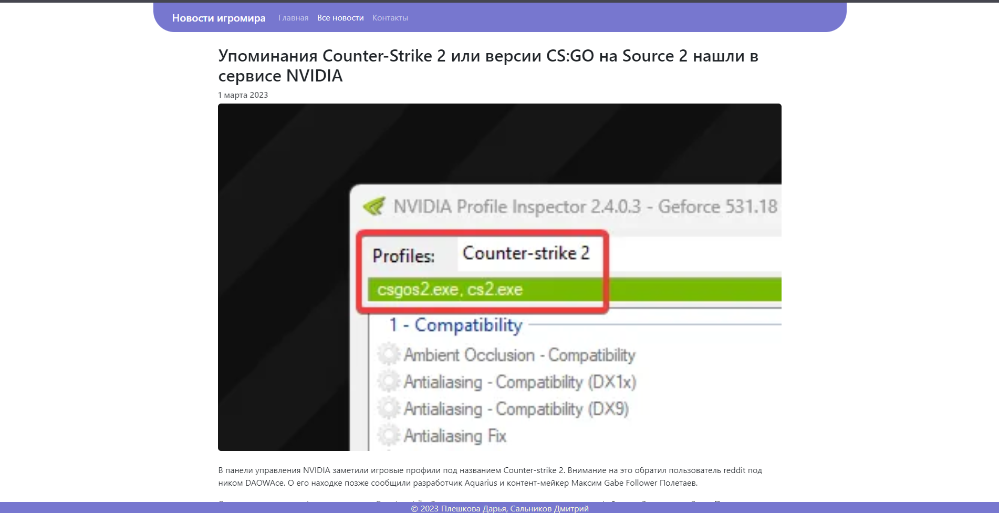 Новости игромира Главная Все новости Контакты
Упоминания Counter-Strike 2 или версии CS:GO на Source 2 нашли в
сервисе NVIDIA
1 марта 2023
NVIDIA Profile Inspector 2.4.0.3 - Geforce 531.18
Profiles: Counter-strike 2
csgos2.exe, cs2.exe
1 - Compatibility
Ambient Occlusion - Compatibility
Antialiasing - Compatibility (DX1x)
Antialiasing - Compatibility (DX9)
Antialiasing Fix
В панели управления NVIDIA заметили игровые профили под названием Counter-strike 2. Внимание на это обратил пользователь reddit под
ником DAOWAce. О его находке позже сообщили разработчик Aquarius и контент-мейкер Максим Gabe Follower Полетаев.
© 2023 Плешкова Дарья, Сальников Дмитрий